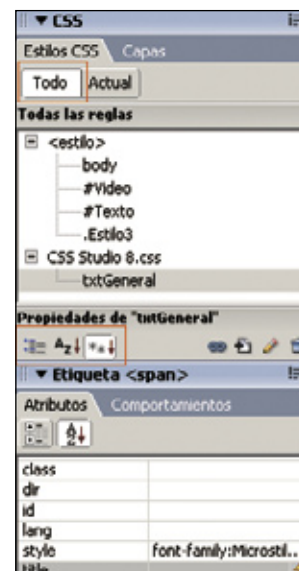 CSS
Estilos CSS Capas
Todo Actual
Todas las reglas
<estilo>
body
#Video
#Texto
.Estilo3
CSS Studio 8.css
txtGeneral
Propiedades de "txtGeneral"
Etiqueta <span>
Atributos Comportamientos
class
dir
id
lang
style font-family:Microstil...
title